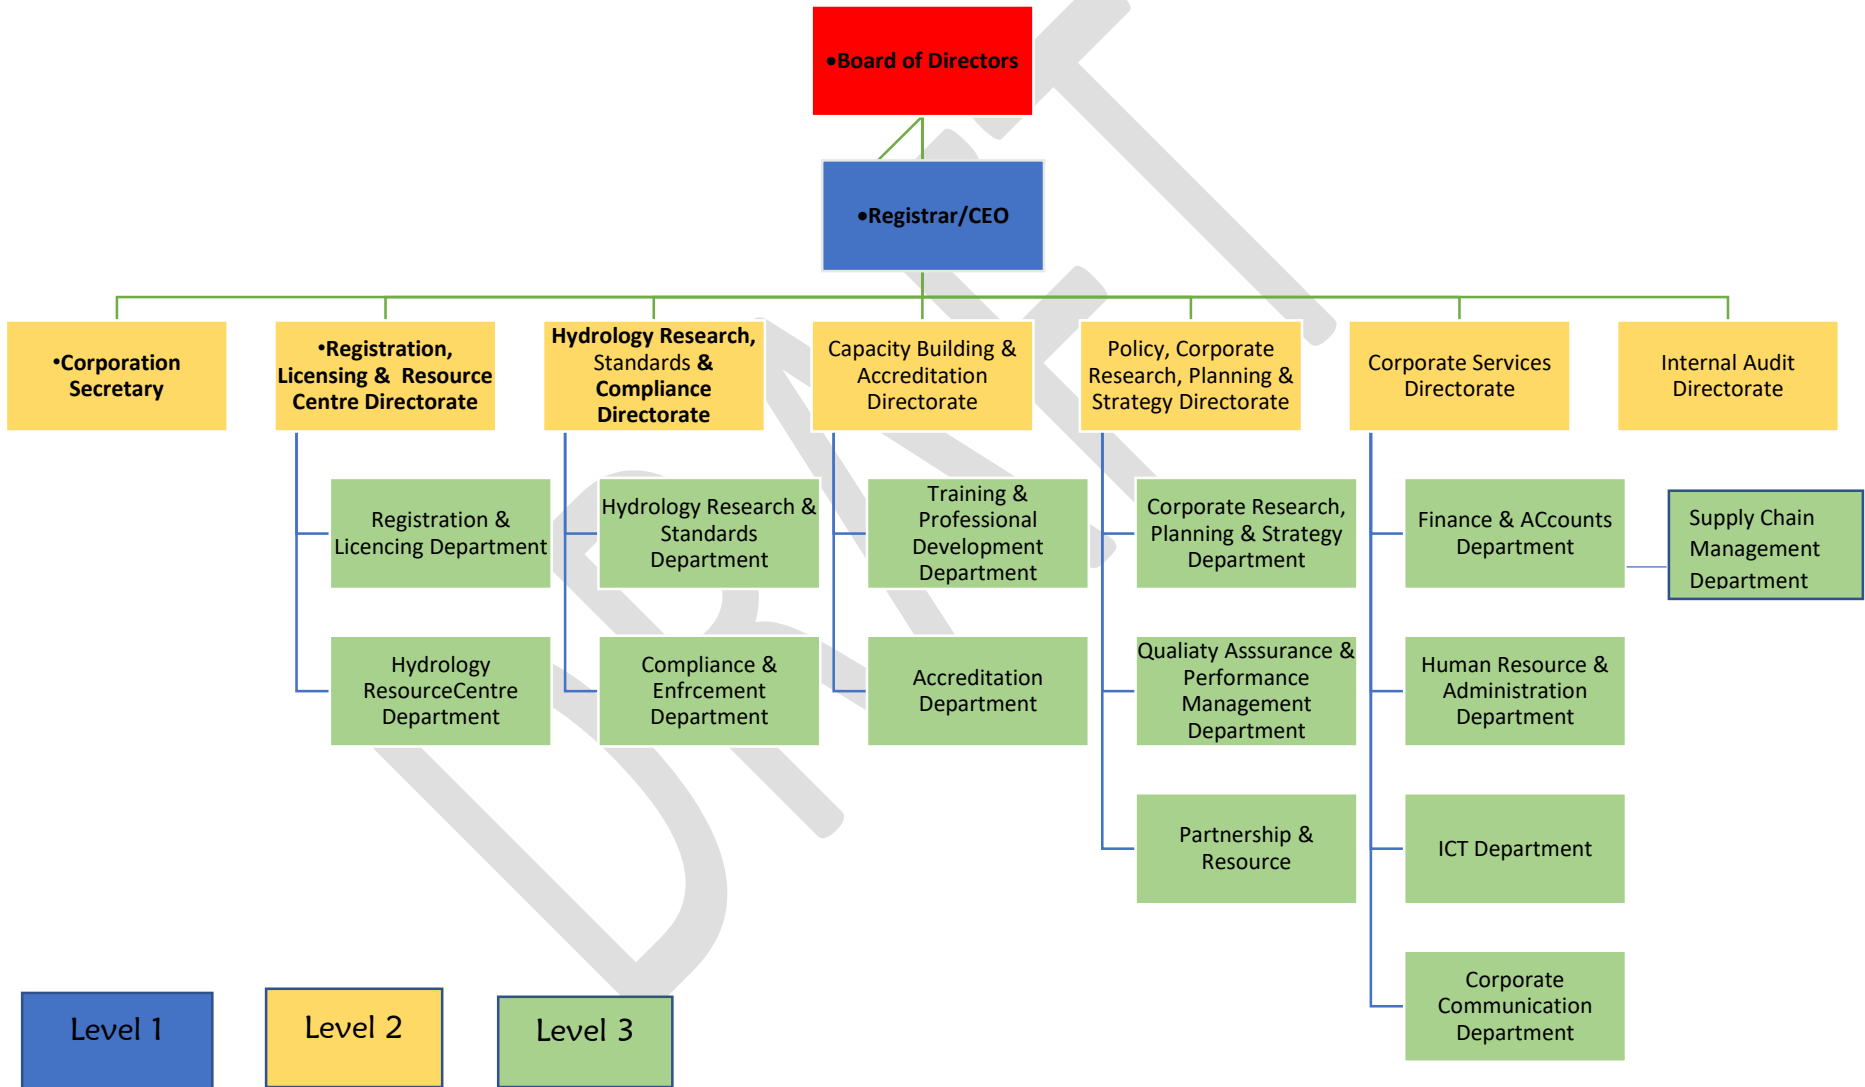 •Board of Directors
•Registrar/CEO
•Corporation
Secretary
•Registration,
Licensing & Resource
Centre Directorate
Hydrology Research,
Standards & 
Compliance
Directorate
Capacity Building &
Accreditation
Directorate
Policy, Corporate
Research, Planning &
Strategy Directorate
Corporate Services
Directorate
Internal Audit
Directorate
Registration &
Licencing Department
Hydrology
ResourceCentre
Department
Hydrology Research &
Standards
Department
Compliance &
Enfrcement
Department
Training &
Professional
Development
Department
Accreditation
Department
Corporate Research,
Planning & Strategy
Department
Qualiaty Asssurance &
Performance
Management
Department
Partnership &
Resource
Finance & ACcounts
Department
Supply Chain
Management
Department
Human Resource &
Administration
Department
ICT Department
Corporate
Communication
Department
Level 1
Level 2
Level 3
DRAFT